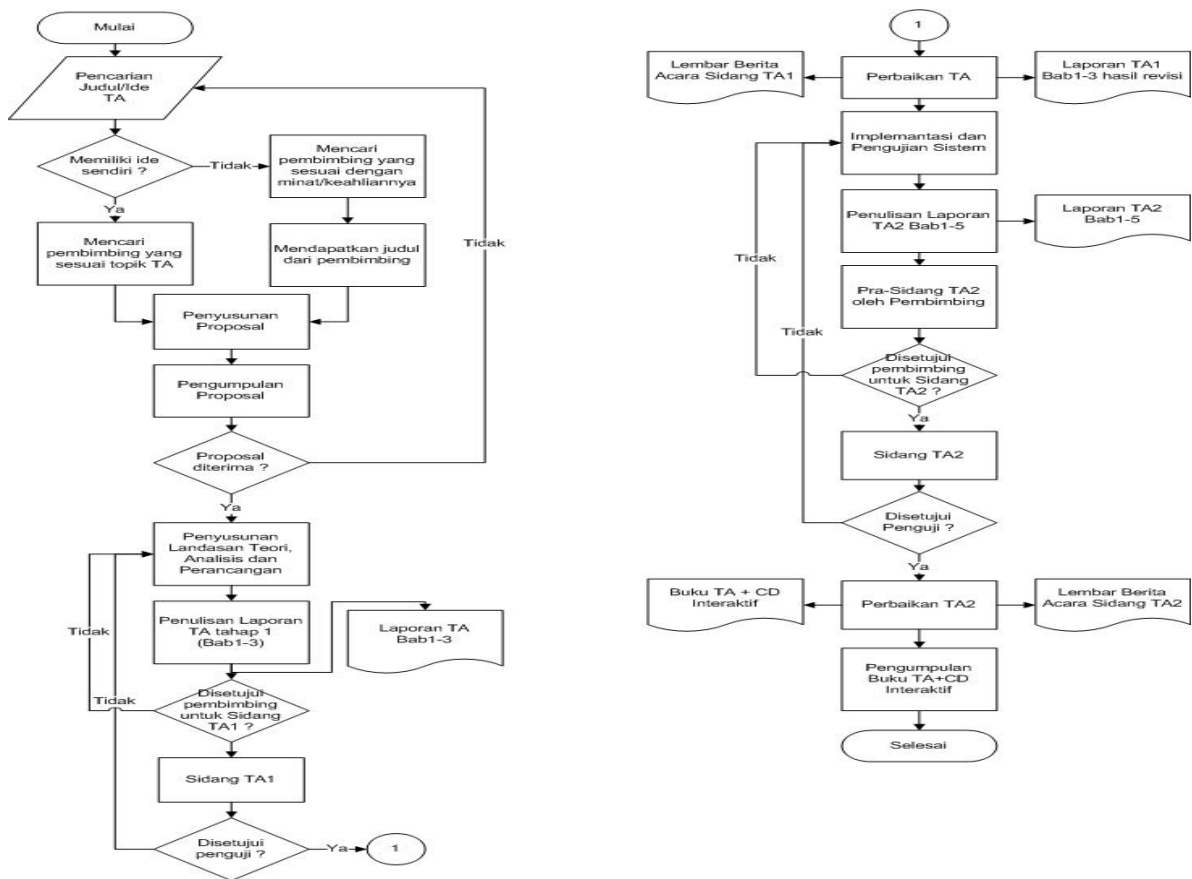 Mulai
Pencarian
Judul/Ide
TA
Memiliki ide
sendiri ?
Tidak
Mencari
pembimbing yang
sesuai dengan
minat/keahliannya
Ya
Mencari
pembimbing yang
sesuai topik TA
Mendapatkan judul
dari pembimbing
Tidak
Penyusunan
Proposal
Pengumpulan
Proposal
Proposal
diterima ?
Ya
Penyusunan
Landasan Teori,
Analisis dan
Perancangan
Penulisan Laporan
TA tahap 1
(Bab1-3)
Laporan TA
Bab1-3
Tidak
Tidak
Disetujui
pembimbing
untuk Sidang
TA1 ?
Sidang TA1
Disetujui
penguji ?
Ya
1
1
Lembar Berita
Acara Sidang TA1
Perbaikan TA
Laporan TA1
Bab1-3 hasil revisi
Implemantasi dan
Pengujian Sistem
Penulisan Laporan
TA2 Bab1-5
Laporan TA2
Bab1-5
Tidak
Pra-Sidang TA2
oleh Pembimbing
Tidak
Disetujui
pembimbing
untuk Sidang
TA2 ?
Ya
Sidang TA2
Disetujui
Penguji ?
Ya
Buku TA + CD
Interaktif
Perbaikan TA2
Lembar Berita
Acara Sidang TA2
Pengumpulan
Buku TA+CD
Interaktif
Selesai